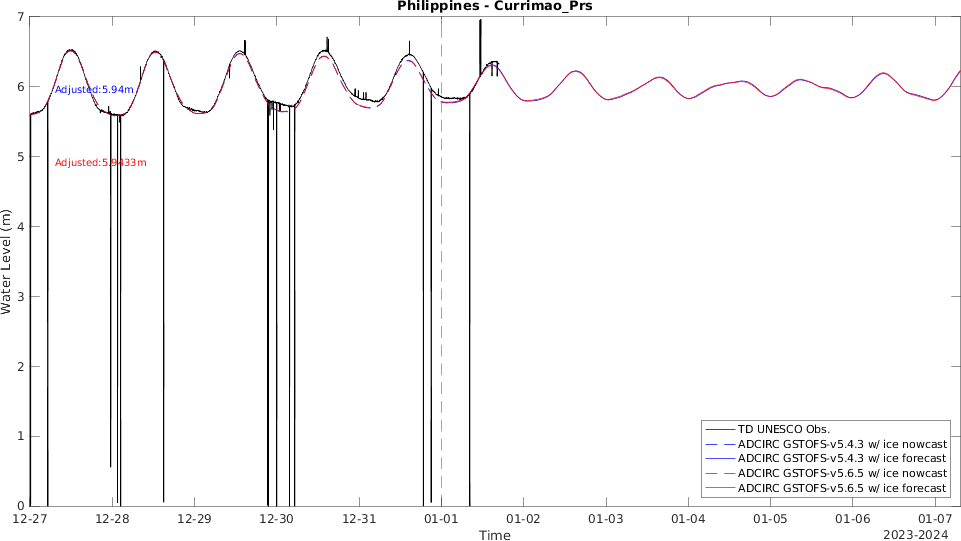 Philippines - Currimao_Prs
7
6
5
4
3
2
1
0
Water Level (m)
Adjusted:5.94m
Adjusted:5.9433m
TD UNESCO Obs.
ADCIRC GSTOFS-v5.4.3 w/ ice nowcast
ADCIRC GSTOFS-v5.4.3 w/ ice forecast
ADCIRC GSTOFS-v5.6.5 w/ ice nowcast
ADCIRC GSTOFS-v5.6.5 w/ ice forecast
12-27 12-28 12-29 12-30 12-31 01-01 01-02 01-03 01-04 01-05 01-06 01-07
Time
2023-2024